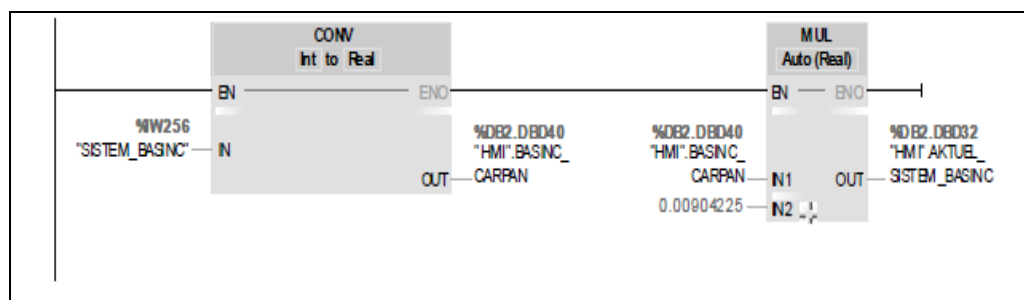 CONV
Int to Real
EN
ENO
%IW256
"SISTEM_BASINC"
IN
%DB2.DBD40
"HMI".BASINC_
CARPAN
OUT
MUL
Auto (Real)
EN
ENO
%DB2.DBD40
"HMI".BASINC_
CARPAN
IN1
0.00904225
IN2
%DB2.DBD32
"HMI".AKTUEL_
SISTEM_BASINC
OUT